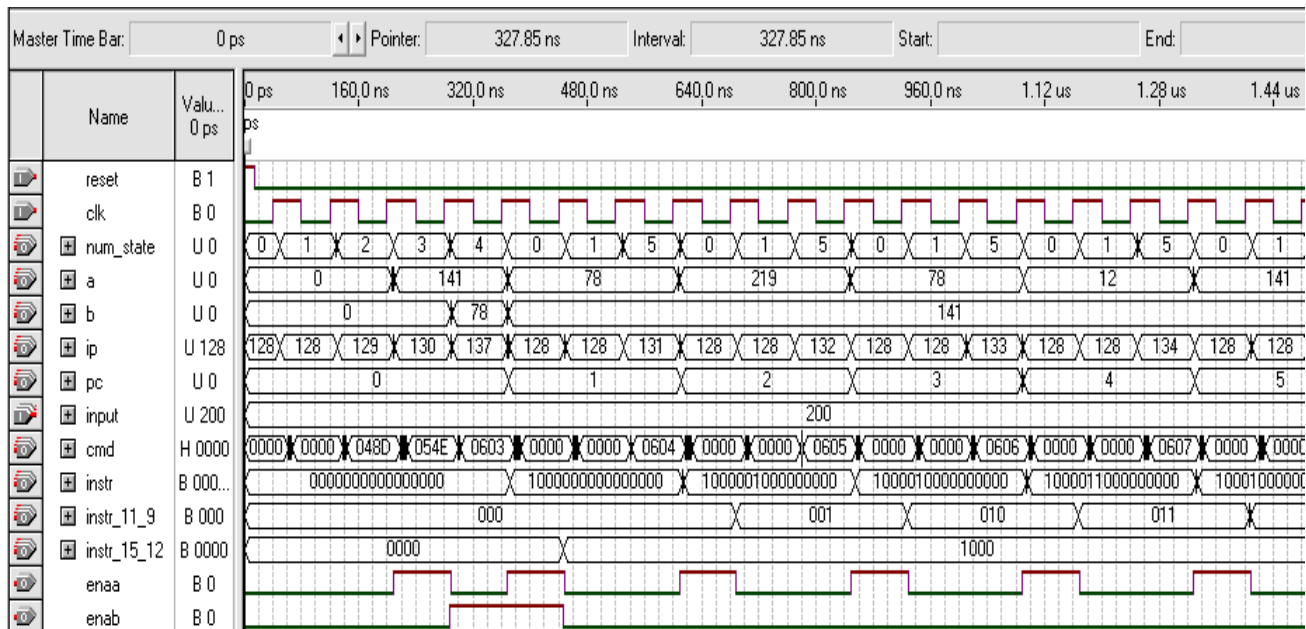 Master Time Bar: 0 ps Pointer: 327.85 ns Interval: 327.85 ns Start: End:
Name Valu... 0 ps
0 ps 160.0 ns 320.0 ns 480.0 ns 640.0 ns 800.0 ns 960.0 ns 1.12 us 1.28 us 1.44 us
ps
reset B 1
clk B 0
num_state U 0 0 1 2 3 4 0 1 5 0 1 5 0 1 5 0 1 5 0 1
a U 0 0 141 78 219 78 12 141
b U 0 0 78 141
ip U 128 128 128 129 130 137 128 128 131 128 128 132 128 128 133 128 128 134 128 128
pc U 0 0 1 2 3 4 5
input U 200 200
cmd H 0000 0000 0000 048D 054E 0603 0000 0000 0604 0000 0000 0605 0000 0000 0606 0000 0000 0607 0000 0000
instr B 000... 0000000000000000 1000000000000000 1000001000000000 1000010000000000 1000011000000000 10001000000
instr_11_9 B 000 000 001 010 011
instr_15_12 B 0000 0000 1000
enaa B 0
enab B 0